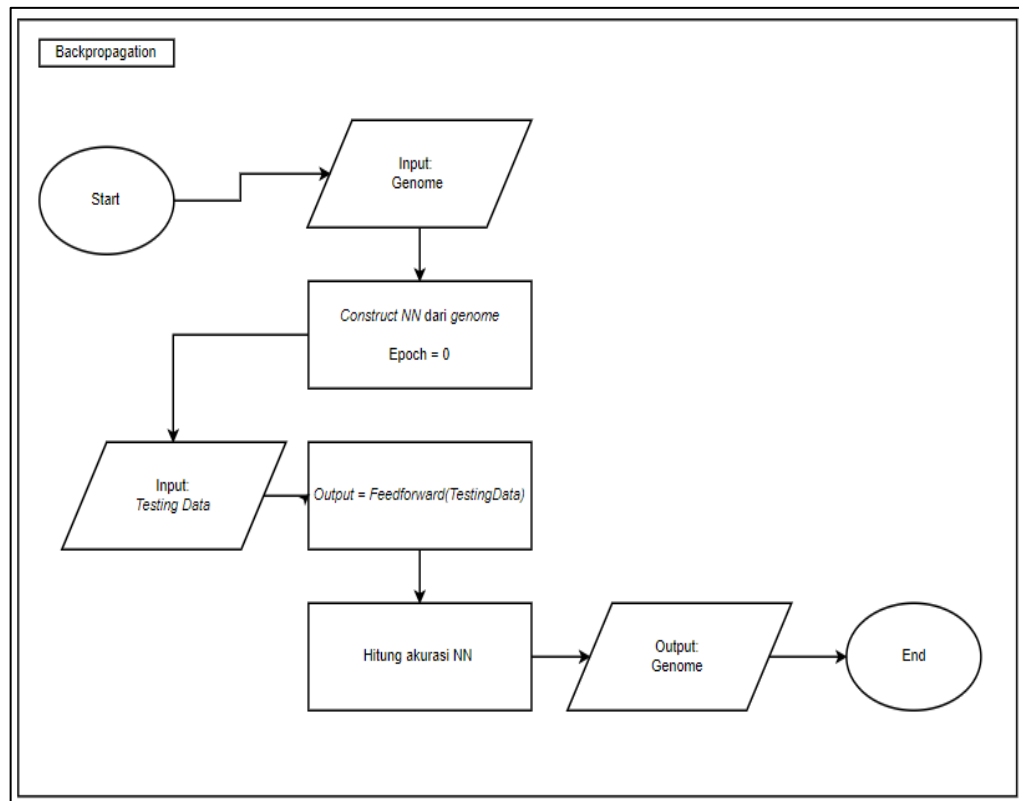 Backpropagation
Start
Input:
Genome
Construct NN dari genome
Epoch = 0
Input:
Testing Data
Output = Feedforward(TestingData)
Hitung akurasi NN
Output:
Genome
End